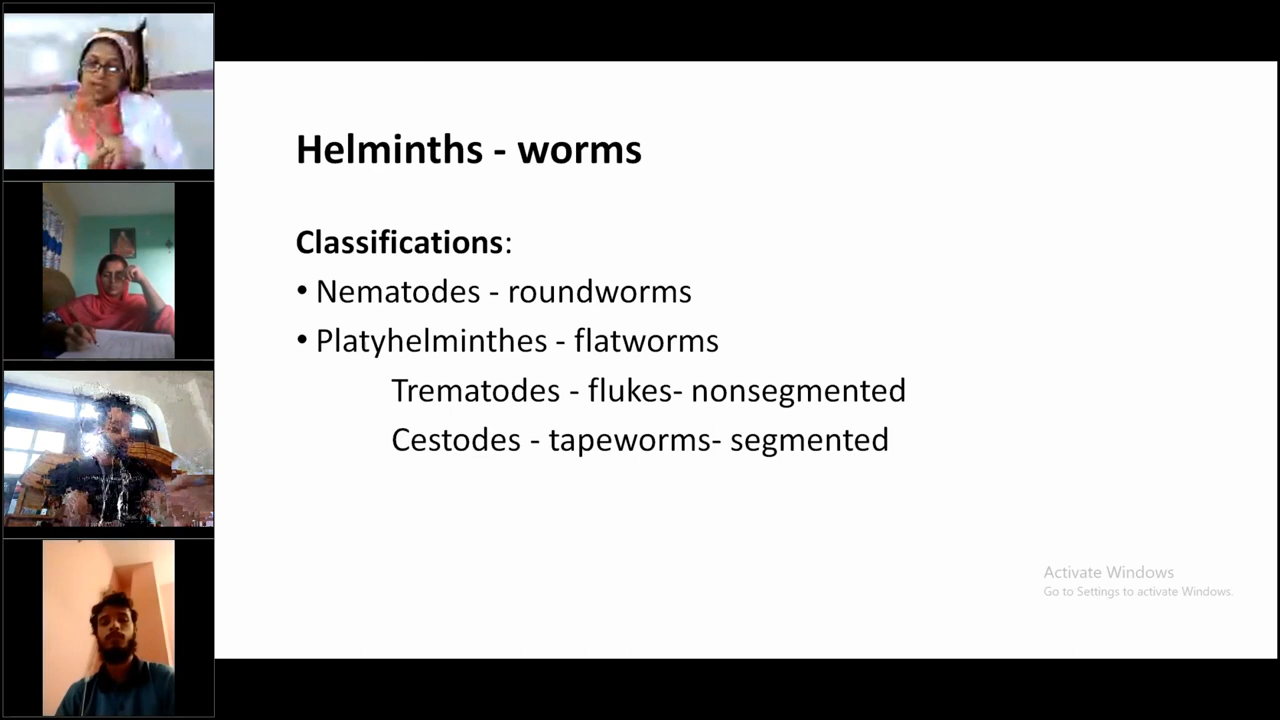 Helminths - worms
Classifications:
• Nematodes - roundworms
• Platyhelminthes - flatworms
Trematodes - flukes- nonsegmented
Cestodes - tapeworms- segmented
Activate Windows
Go to Settings to activate Windows.